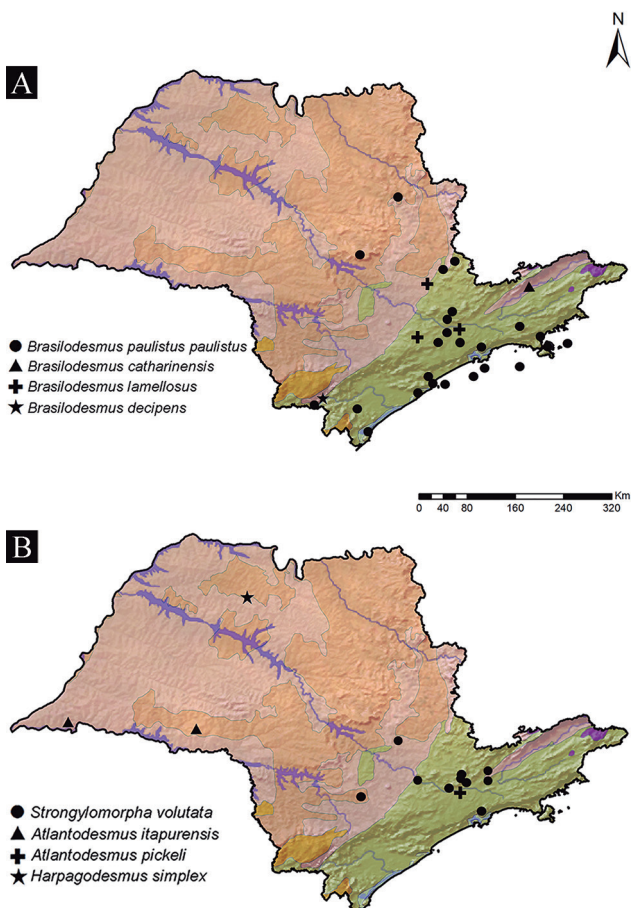 N
A
Brasilodesmus paulistus paulistus
Brasilodesmus catharinensis
Brasilodesmus lamellosus
Brasilodesmus decipens
Km
0 40 80 160 240 320
B
Strongylomorpha volutata
Atlantodesmus itapurensis
Atlantodesmus pickeli
Harpagodesmus simplex